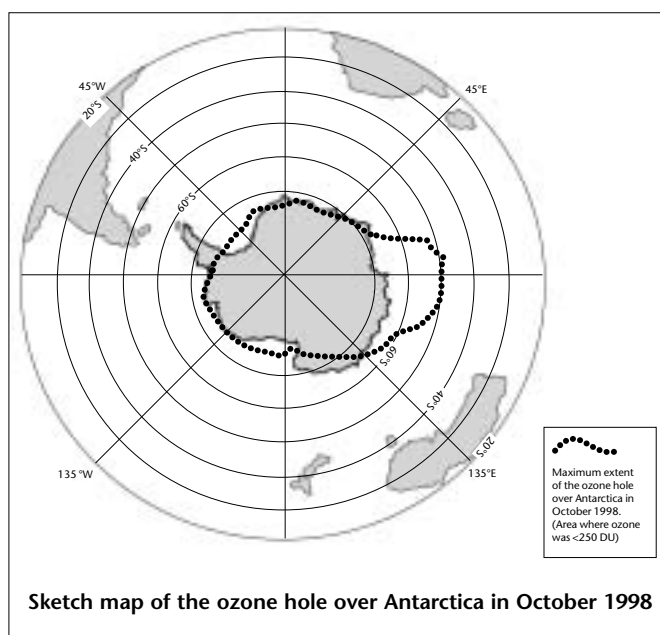 45°W
20°S
45°E
40°S
60°S
60°S
40°S
20°S
135°W
135°E
Maximum extent
of the ozone hole
over Antarctica in
October 1998.
(Area where ozone
was <250 DU)
Sketch map of the ozone hole over Antarctica in October 1998